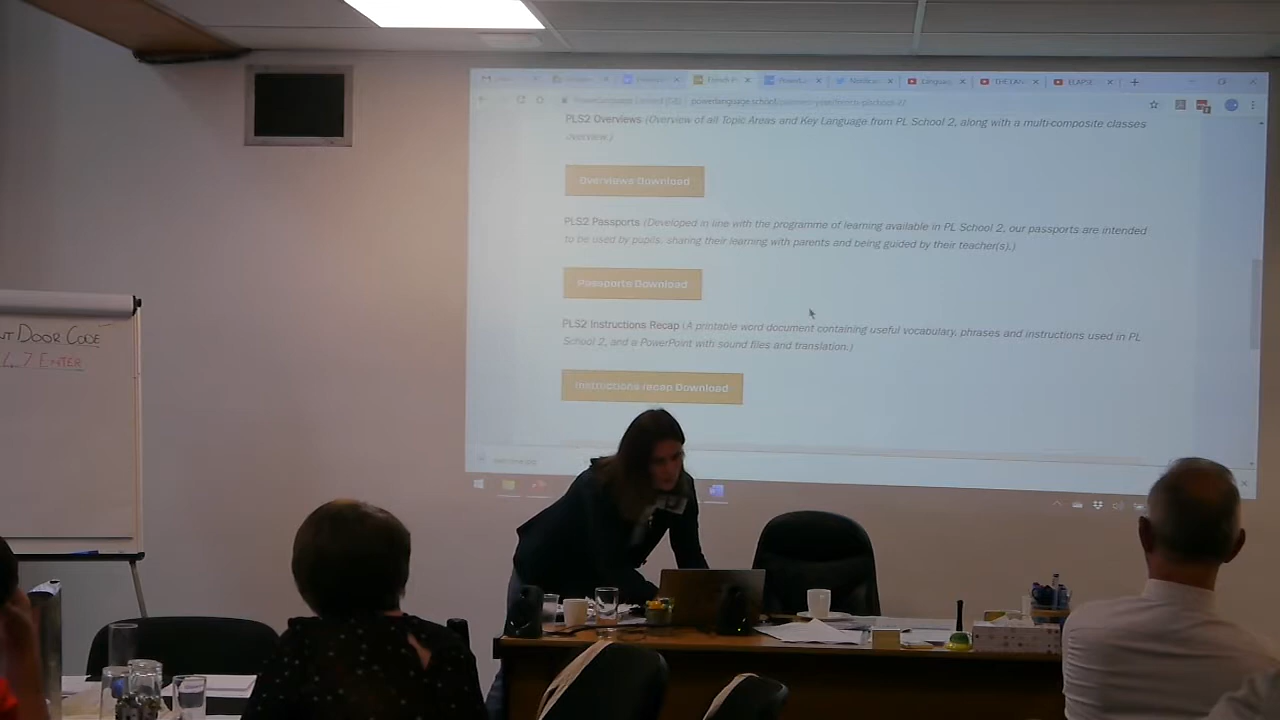 powerlanguage.school
PLS2 Overviews (Overview of all Topic Areas and Key Language from PL School 2, along with a multi-composite classes
overview.)
Overviews Download
PLS2 Passports (Developed in line with the programme of learning available in PL School 2, our passports are intended
to be used by pupils, sharing their learning with parents and being guided by their teacher(s).)
Passports Download
PLS2 Instructions Recap (A printable word document containing useful vocabulary, phrases and instructions used in PL
School 2, and a PowerPoint with sound files and translation.)
Instructions recap Download
DOOR CODE
7 ENTER